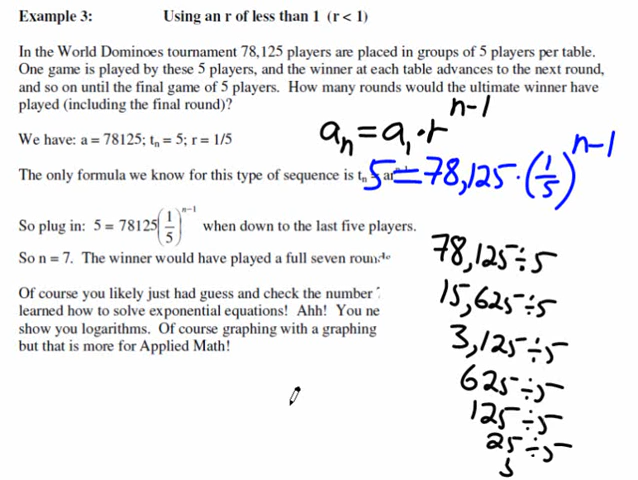 Example 3: Using an r of less than 1 (r < 1)
In the World Dominoes tournament 78,125 players are placed in groups of 5 players per table.
One game is played by these 5 players, and the winner at each table advances to the next round,
and so on until the final game of 5 players. How many rounds would the ultimate winner have
played (including the final round)?
aₙ = a₁ · r^(n-1)
We have: a = 78125; tₙ = 5; r = 1/5
The only formula we know for this type of sequence is tₙ
5 = 78,125 · (1/5)^(n-1)
So plug in: 5 = 78125(1/5)^(n-1) when down to the last five players.
So n = 7. The winner would have played a full seven
Of course you likely just had guess and check the number
learned how to solve exponential equations! Ahh! You ne
show you logarithms. Of course graphing with a graphing
but that is more for Applied Math!
78,125 ÷ 5
15,625 ÷ 5
3,125 ÷ 5
625 ÷ 5
125 ÷ 5
25 ÷ 5
5